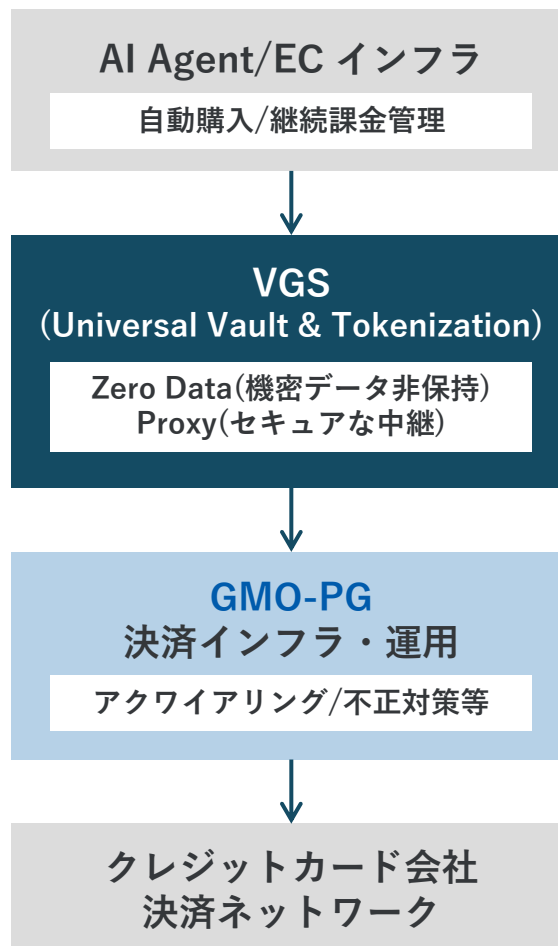 AI Agent/EC インフラ
自動購入/継続課金管理
VGS
(Universal Vault & Tokenization)
Zero Data(機密データ非保持)
Proxy(セキュアな中継)
GMO-PG
決済インフラ・運用
アクワイアリング/不正対策等
クレジットカード会社
決済ネットワーク